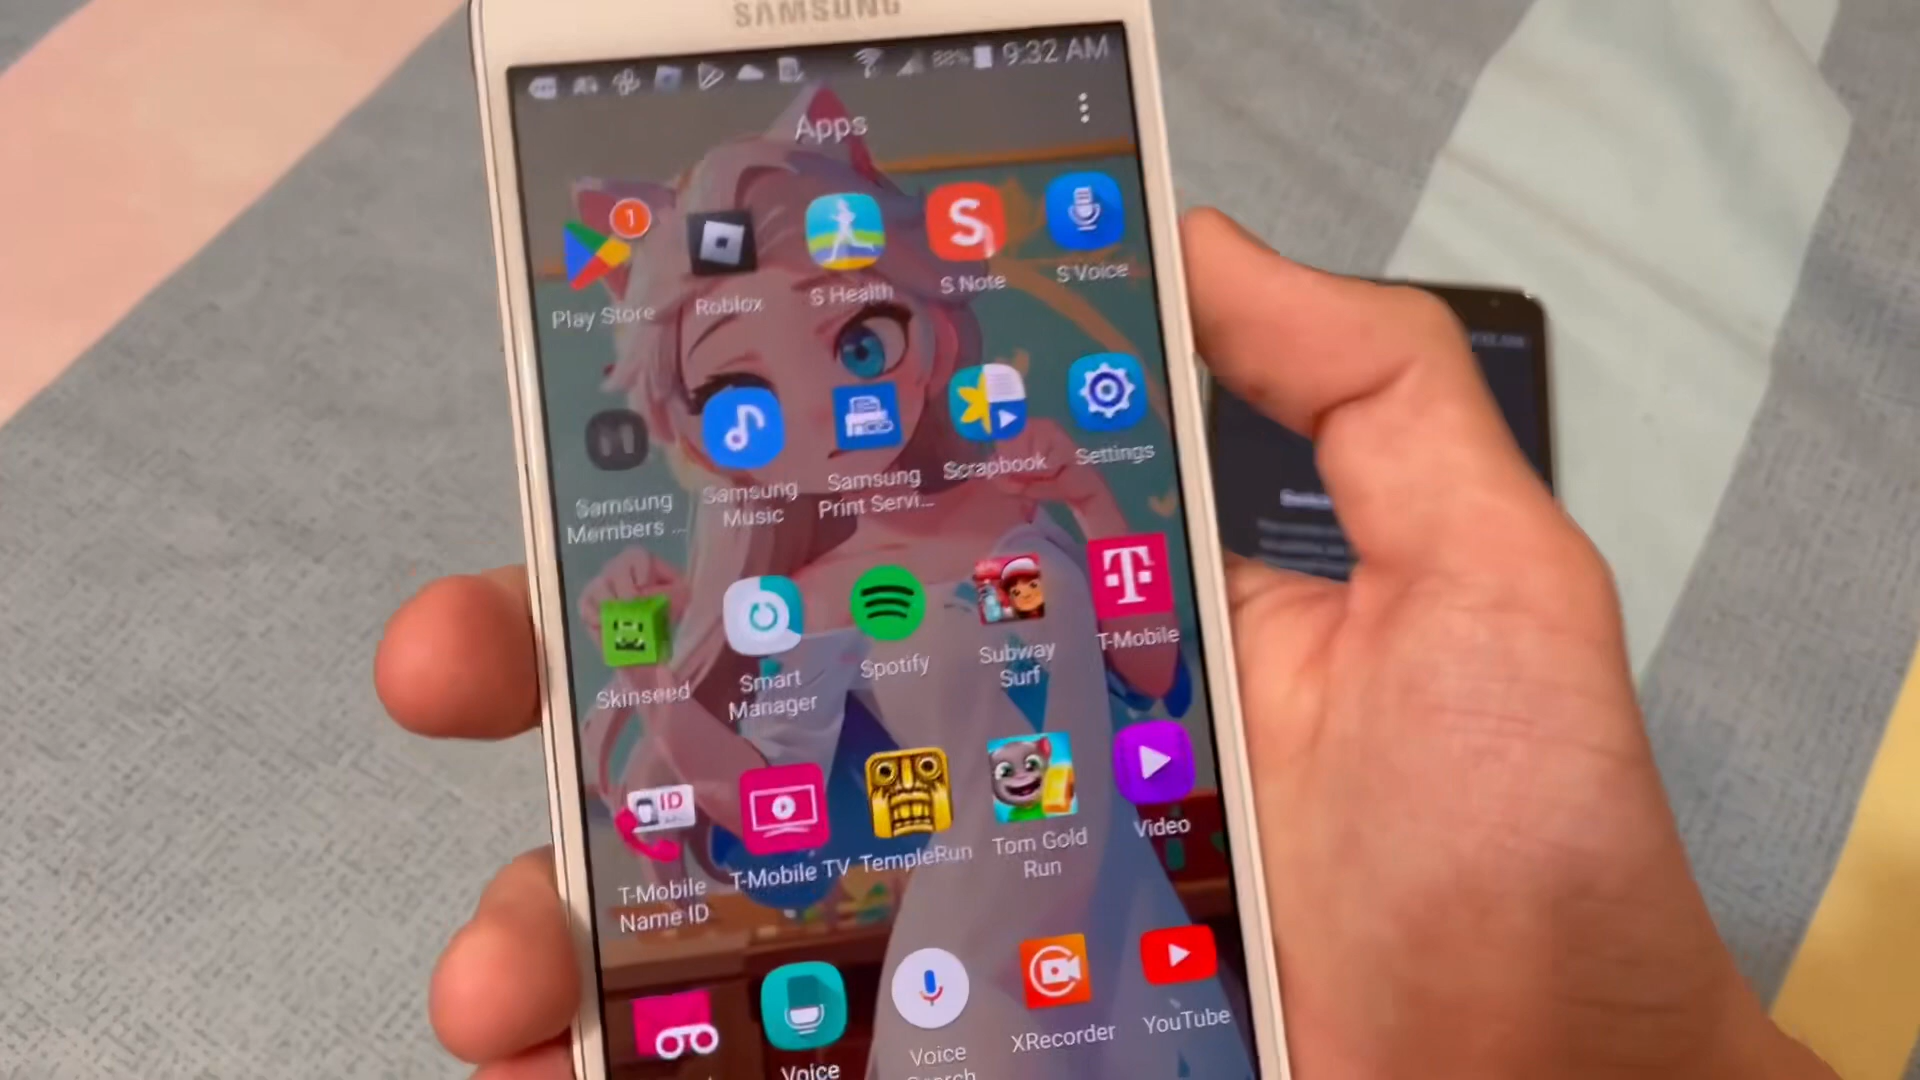 SAMSUNG
88% 9:32 AM
Apps
1
Play Store
Roblox
S Health
S Note
S Voice
Samsung
Members ...
Samsung
Music
Samsung
Print Servi...
Scrapbook
Settings
Skinseed
Smart
Manager
Spotify
Subway
Surf
T-Mobile
ID
T-Mobile
Name ID
T-Mobile TV
TempleRun
Tom Gold
Run
Video
Voice
Voice
XRecorder
YouTube